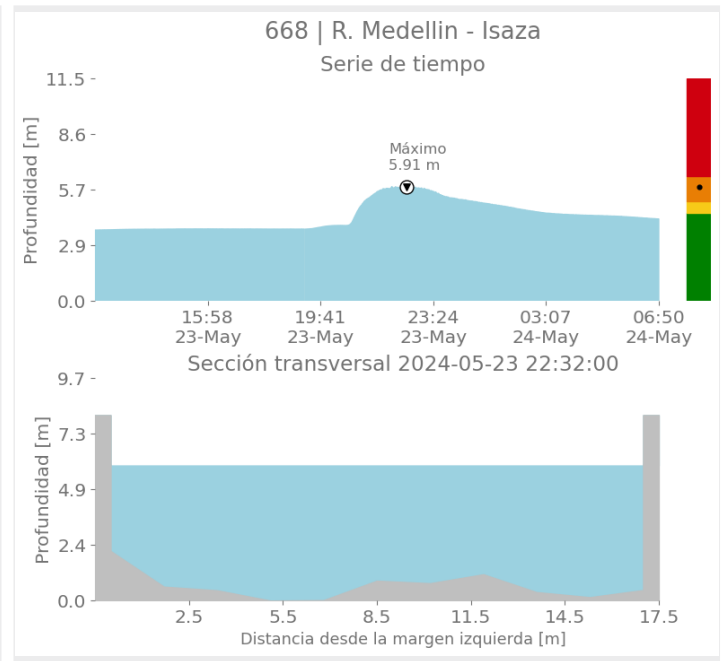 668 | R. Medellin - Isaza
Serie de tiempo
11.5
8.6
5.7
2.9
0.0
Profundidad [m]
Máximo
5.91 m
15:58 19:41 23:24 03:07 06:50
23-May 23-May 23-May 24-May 24-May
Sección transversal 2024-05-23 22:32:00
9.7
7.3
4.9
2.4
0.0
Profundidad [m]
2.5 5.5 8.5 11.5 14.5 17.5
Distancia desde la margen izquierda [m]